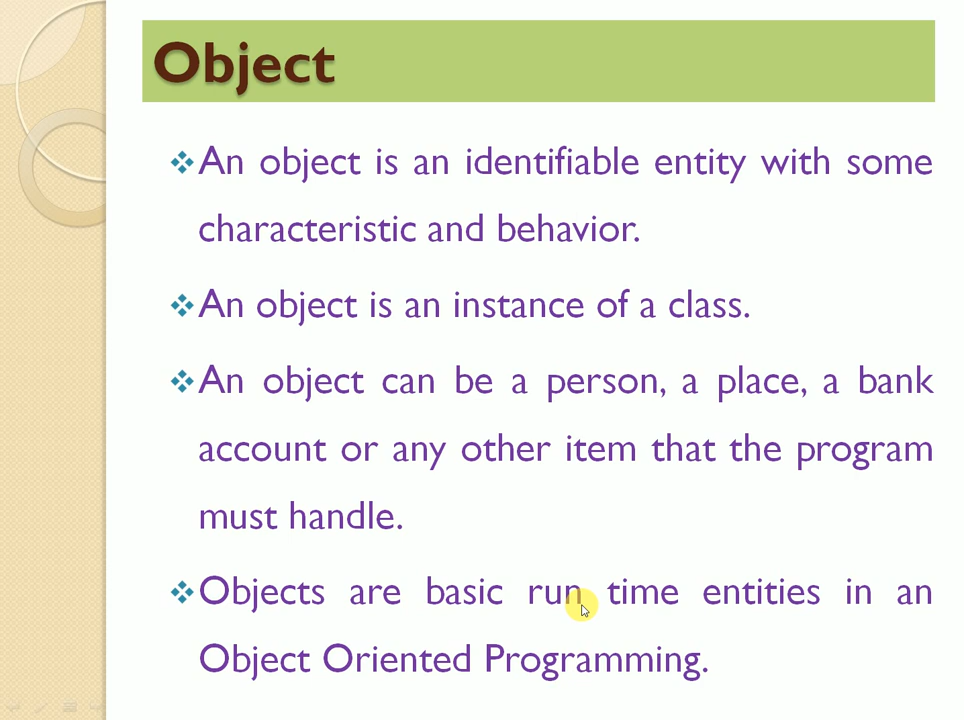 Object
An object is an identifiable entity with some
characteristic and behavior.
An object is an instance of a class.
An object can be a person, a place, a bank
account or any other item that the program
must handle.
Objects are basic run time entities in an
Object Oriented Programming.